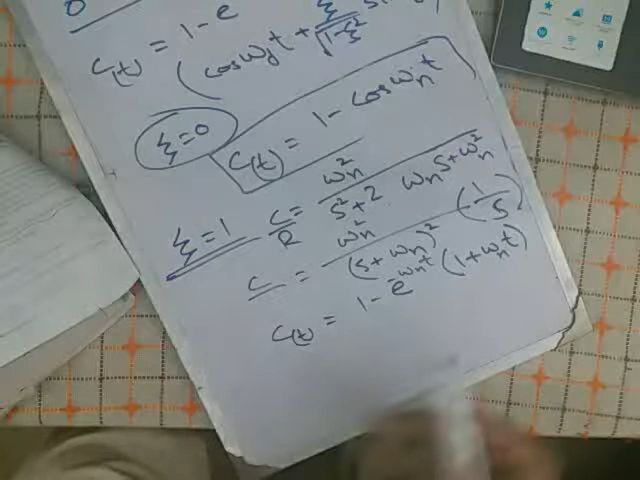 0
C(t) = 1 - e
(cos ωd t + ξ/√1-ξ²
ξ=0
C(t) = 1 - cos ωn t
ξ=1 C/R = ωn² / S²+2 ωn S+ωn²
C = ωn² / (S+ωn)² (1/S)
C(t) = 1 - e^-ωn t (1+ωn t)